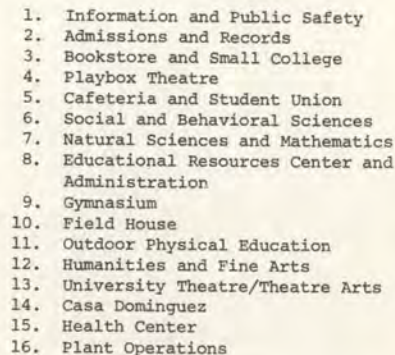 1. Information and Public Safety
2. Admissions and Records
3. Bookstore and Small College
4. Playbox Theatre
5. Cafeteria and Student Union
6. Social and Behavioral Sciences
7. Natural Sciences and Mathematics
8. Educational Resources Center and
Administration
9. Gymnasium
10. Field House
11. Outdoor Physical Education
12. Humanities and Fine Arts
13. University Theatre/Theatre Arts
14. Casa Dominguez
15. Health Center
16. Plant Operations